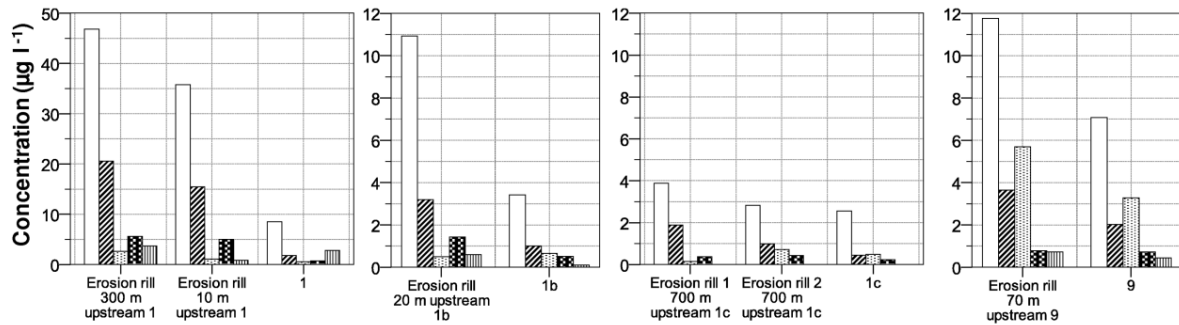 Concentration (µg l⁻¹)
50
40
30
20
10
0
Erosion rill
300 m
upstream 1
Erosion rill
10 m
upstream 1
1
12
10
8
6
4
2
0
Erosion rill
20 m upstream
1b
1b
12
10
8
6
4
2
0
Erosion rill 1
700 m
upstream 1c
Erosion rill 2
700 m
upstream 1c
1c
12
10
8
6
4
2
0
Erosion rill
70 m
upstream 9
9